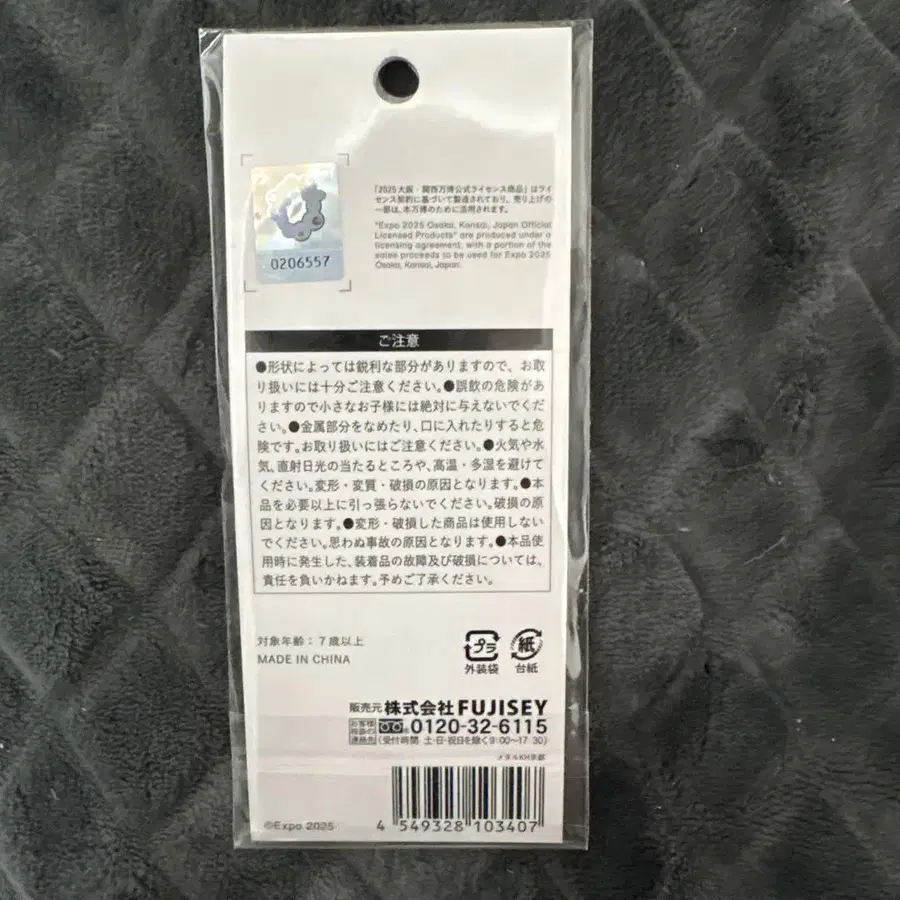 0206557
「2025大阪・関西万博公式ライセンス商品」はライ
センス契約に基づいて製造されており、売り上げの
一部は、本万博のために活用されます。
"Expo 2025 Osaka, Kansai, Japan Official
Licensed Products" are produced under a
licensing agreement, with a portion of the
sales proceeds to be used for Expo 2025
Osaka, Kansai, Japan.
ご注意
●形状によっては鋭利な部分がありますので、お取
り扱いには十分ご注意ください。●誤飲の危険があ
りますので小さなお子様には絶対に与えないでくだ
さい。●金属部分をなめたり、口に入れたりすると危
険です。お取り扱いにはご注意ください。●火気や水
気、直射日光の当たるところや、高温・多湿を避けて
ください。変形・変質・破損の原因となります。●本
品を必要以上に引っ張らないでください。破損の原
因となります。●変形・破損した商品は使用しない
でください。思わぬ事故の原因となります。●本品使
用時に発生した、装着品の故障及び破損については、
責任を負いかねます。予めご了承ください。
対象年齢：7歳以上
MADE IN CHINA
プラ
外装袋
紙
台紙
販売元 株式会社FUJISEY
お客様相談の連絡先 0120-32-6115
(受付時間 土・日・祝日を除く9:00〜17:30)
メタルKH京都
©Expo 2025
4 549328 103407